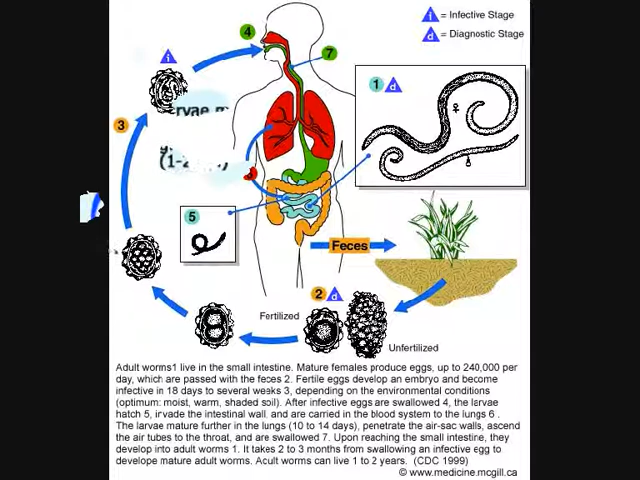 4
i = Infective Stage
d = Diagnostic Stage
7
i
1 d
♀
3
(1-2
5
Feces
2 d
Fertilized
Unfertilized
Adult worms1 live in the small intestine. Mature females produce eggs, up to 240,000 per
day, which are passed with the feces 2. Fertile eggs develop an embryo and become
infective in 18 days to several weeks 3, depending on the environmental conditions
(optimum: moist, warm, shaded soil). After infective eggs are swallowed 4, the larvae
hatch 5, invade the intestinal wall and are carried in the blood system to the lungs 6 .
The larvae mature further in the lungs (10 to 14 days), penetrate the air-sac walls, ascend
the air tubes to the throat, and are swallowed 7. Upon reaching the small intestine, they
develop into adult worms 1. It takes 2 to 3 months from swallowing an infective egg to
develope mature adult worms. Acult worms can live 1 to 2 years. (CDC 1999)
© www.medicine.mcgill.ca